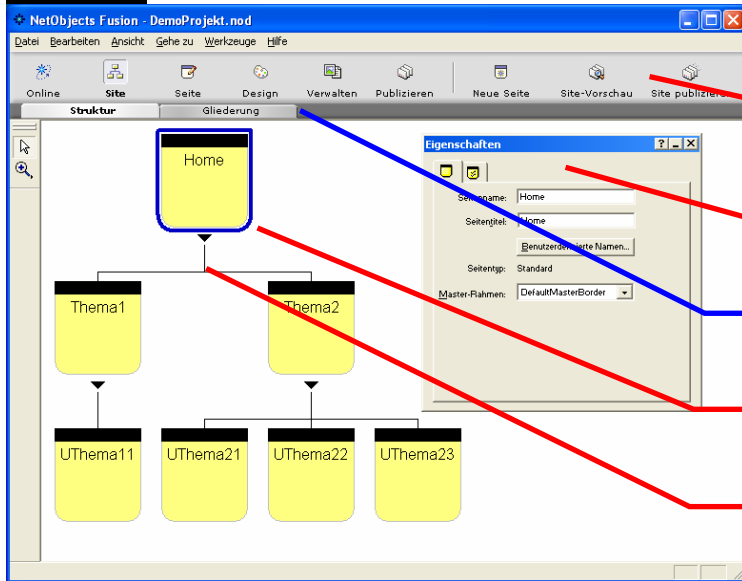 NetObjects Fusion - DemoProjekt.nod
Datei Bearbeiten Ansicht Gehe zu Werkzeuge Hilfe
Online Site Seite Design Verwalten Publizieren Neue Seite Site-Vorschau Site publizieren
Struktur Gliederung
Home
Eigenschaften
Seitenname: Home
Seitentitel: Home
Benutzerdefinierte Namen...
Seitentyp: Standard
Master-Rahmen: DefaultMasterBorder
Thema1 Thema2
UThema11 UThema21 UThema22 UThema23